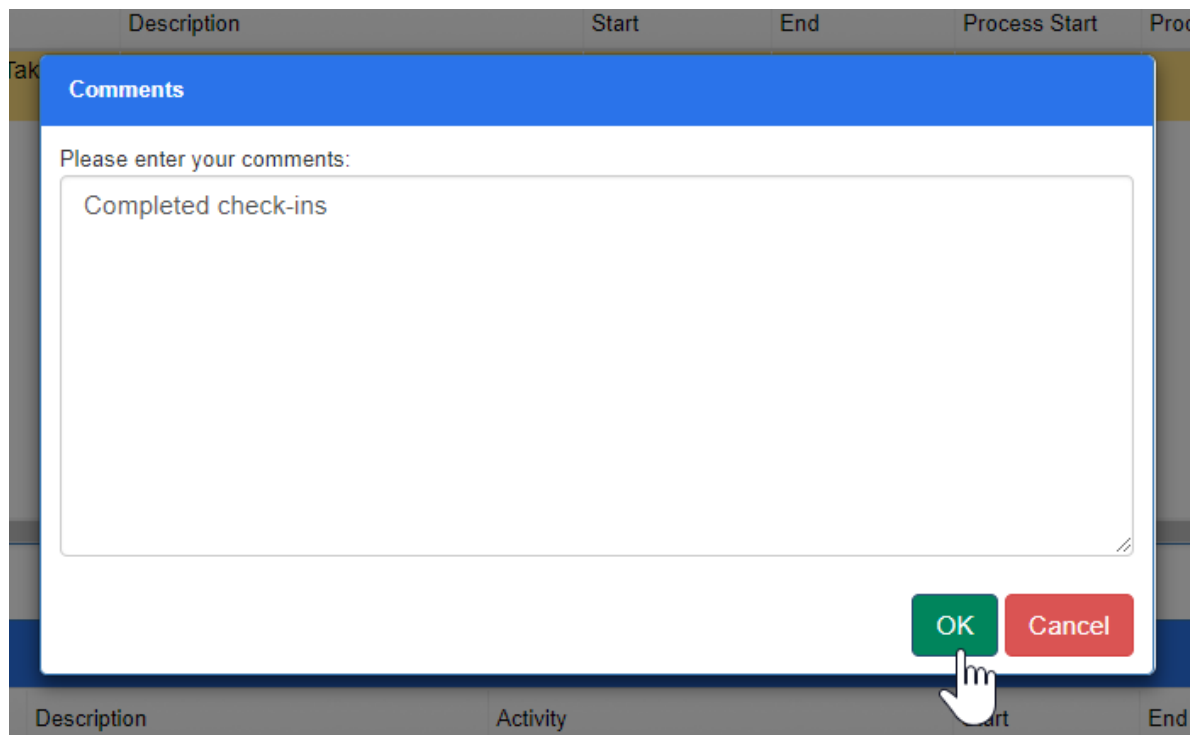 Description Start End Process Start
Comments
Please enter your comments:
Completed check-ins
OK Cancel
Description Activity End